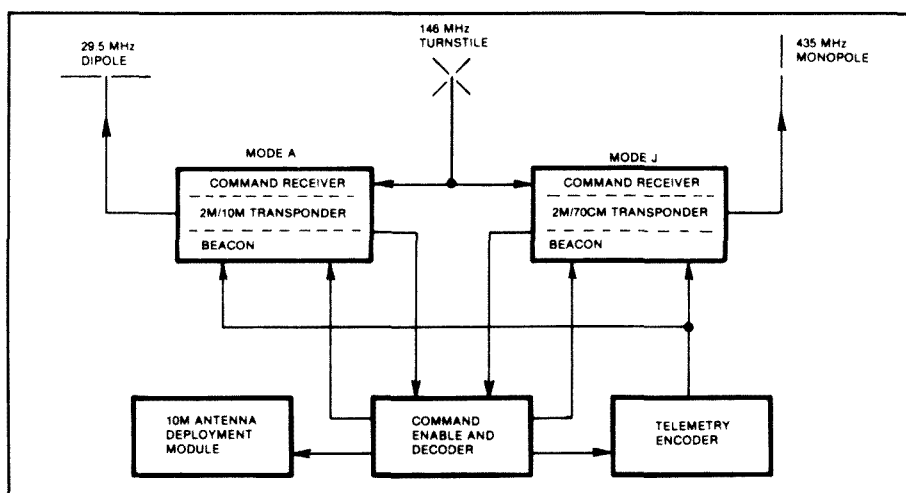 29.5 MHz
DIPOLE
146 MHz
TURNSTILE
435 MHz
MONOPOLE
MODE A
COMMAND RECEIVER
2M/10M TRANSPONDER
BEACON
MODE J
COMMAND RECEIVER
2M/70CM TRANSPONDER
BEACON
10M ANTENNA
DEPLOYMENT
MODULE
COMMAND
ENABLE AND
DECODER
TELEMETRY
ENCODER